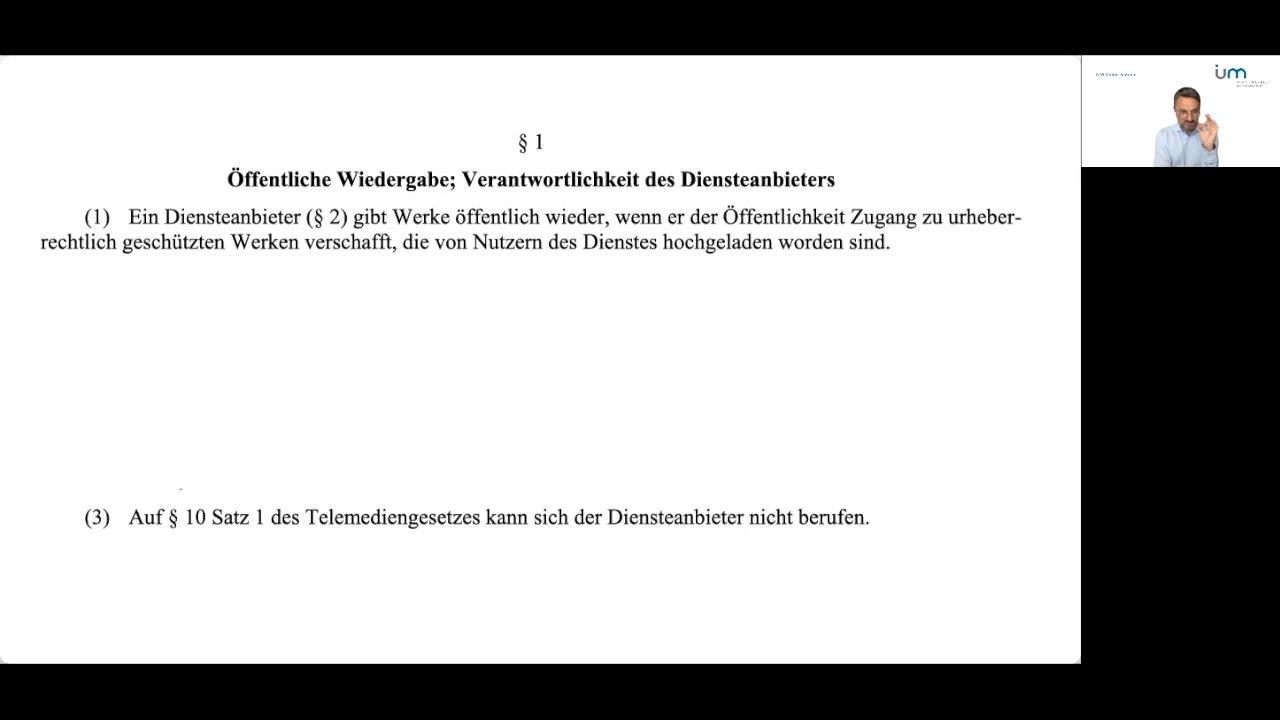 § 1
Öffentliche Wiedergabe; Verantwortlichkeit des Diensteanbieters
(1) Ein Diensteanbieter (§ 2) gibt Werke öffentlich wieder, wenn er der Öffentlichkeit Zugang zu urheber-
rechtlich geschützten Werken verschafft, die von Nutzern des Dienstes hochgeladen worden sind.
(3) Auf § 10 Satz 1 des Telemediengesetzes kann sich der Diensteanbieter nicht berufen.